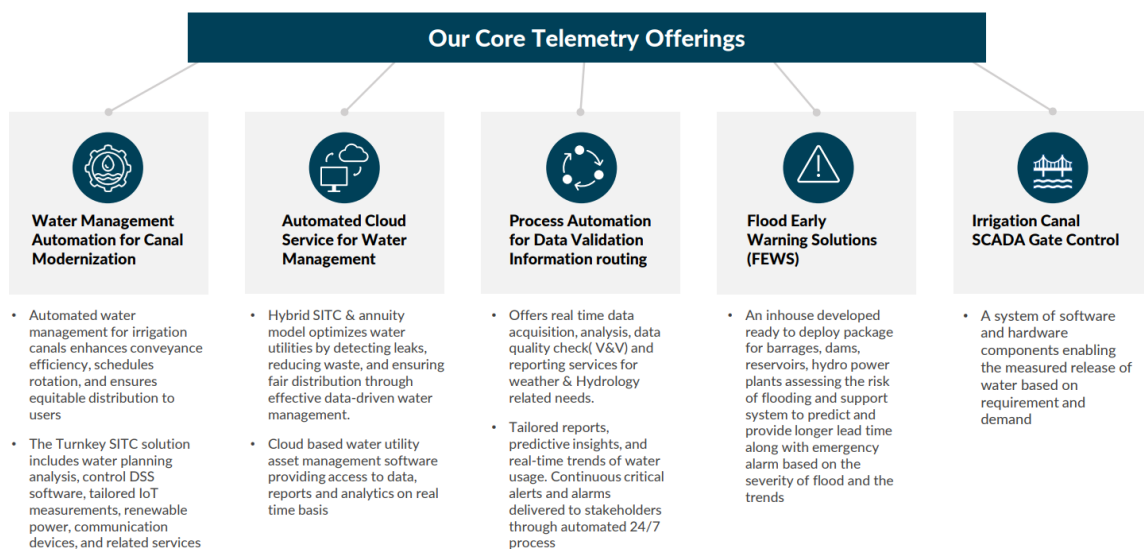 Our Core Telemetry Offerings
Water Management
Automation for Canal
Modernization
• Automated water
management for irrigation
canals enhances conveyance
efficiency, schedules
rotation, and ensures
equitable distribution to
users
• The Turnkey SITC solution
includes water planning
analysis, control DSS
software, tailored IoT
measurements, renewable
power, communication
devices, and related services
Automated Cloud
Service for Water
Management
• Hybrid SITC & annuity
model optimizes water
utilities by detecting leaks,
reducing waste, and ensuring
fair distribution through
effective data-driven water
management.
• Cloud based water utility
asset management software
providing access to data,
reports and analytics on real
time basis
Process Automation
for Data Validation
Information routing
• Offers real time data
acquisition, analysis, data
quality check( V&V) and
reporting services for
weather & Hydrology
related needs.
• Tailored reports,
predictive insights, and
real-time trends of water
usage. Continuous critical
alerts and alarms
delivered to stakeholders
through automated 24/7
process
Flood Early
Warning Solutions
(FEWS)
• An inhouse developed
ready to deploy package
for barrages, dams,
reservoirs, hydro power
plants assessing the risk
of flooding and support
system to predict and
provide longer lead time
along with emergency
alarm based on the
severity of flood and the
trends
Irrigation Canal
SCADA Gate Control
• A system of software
and hardware
components enabling
the measured release of
water based on
requirement and
demand